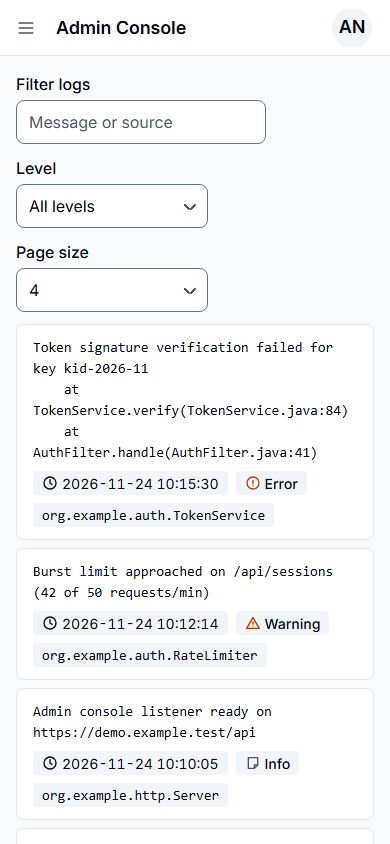 Admin Console
AN
Filter logs
Message or source
Level
All levels
Page size
4
Token signature verification failed for
key kid-2026-11
at
TokenService.verify(TokenService.java:84)
at
AuthFilter.handle(AuthFilter.java:41)
2026-11-24 10:15:30
Error
org.example.auth.TokenService
Burst limit approached on /api/sessions
(42 of 50 requests/min)
2026-11-24 10:12:14
Warning
org.example.auth.RateLimiter
Admin console listener ready on
https://demo.example.test/api
2026-11-24 10:10:05
Info
org.example.http.Server